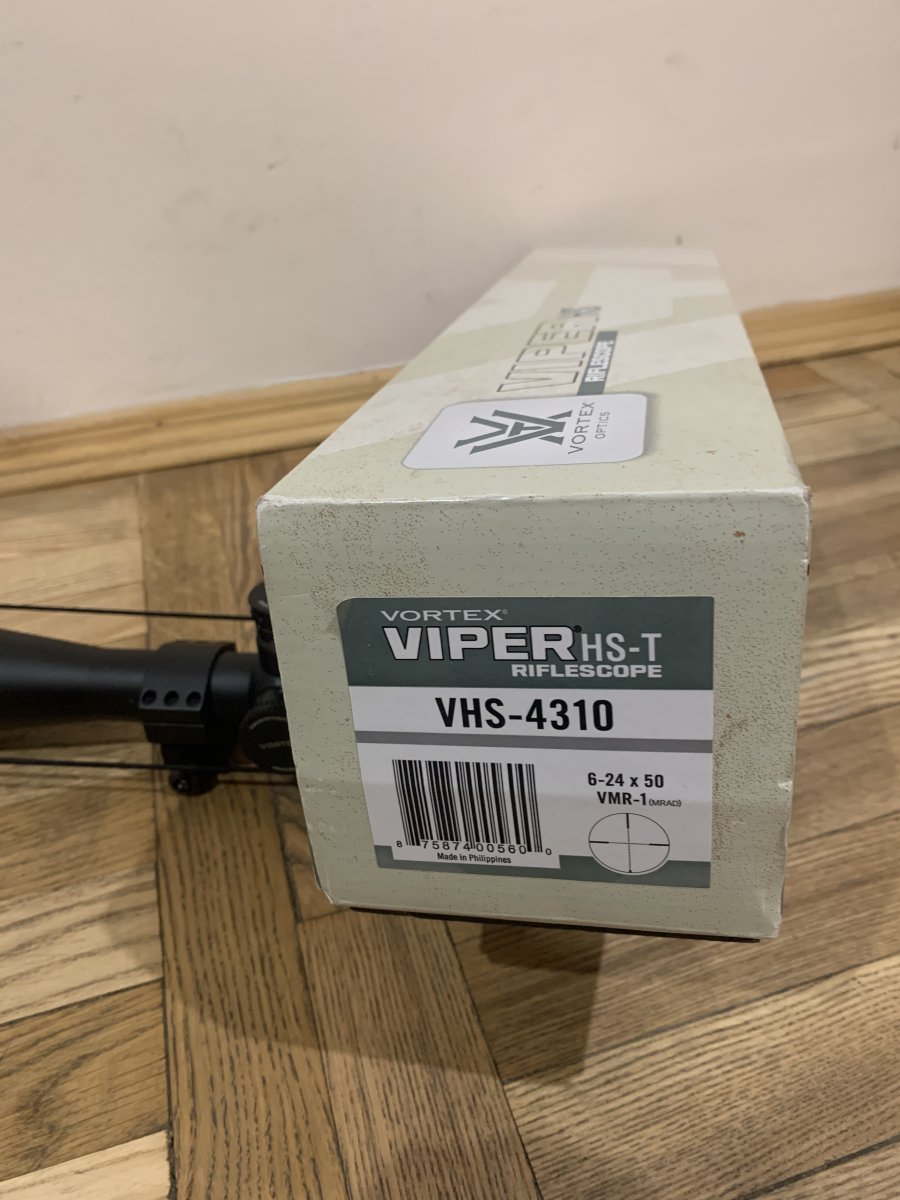 VIPER HS
RIFLESCOPE
VORTEX
OPTICS
VORTEX®
VIPER® HS-T
RIFLESCOPE
VHS-4310
6-24 x 50
VMR-1 (MRAD)
8 75874 00560 0
Made in Philippines